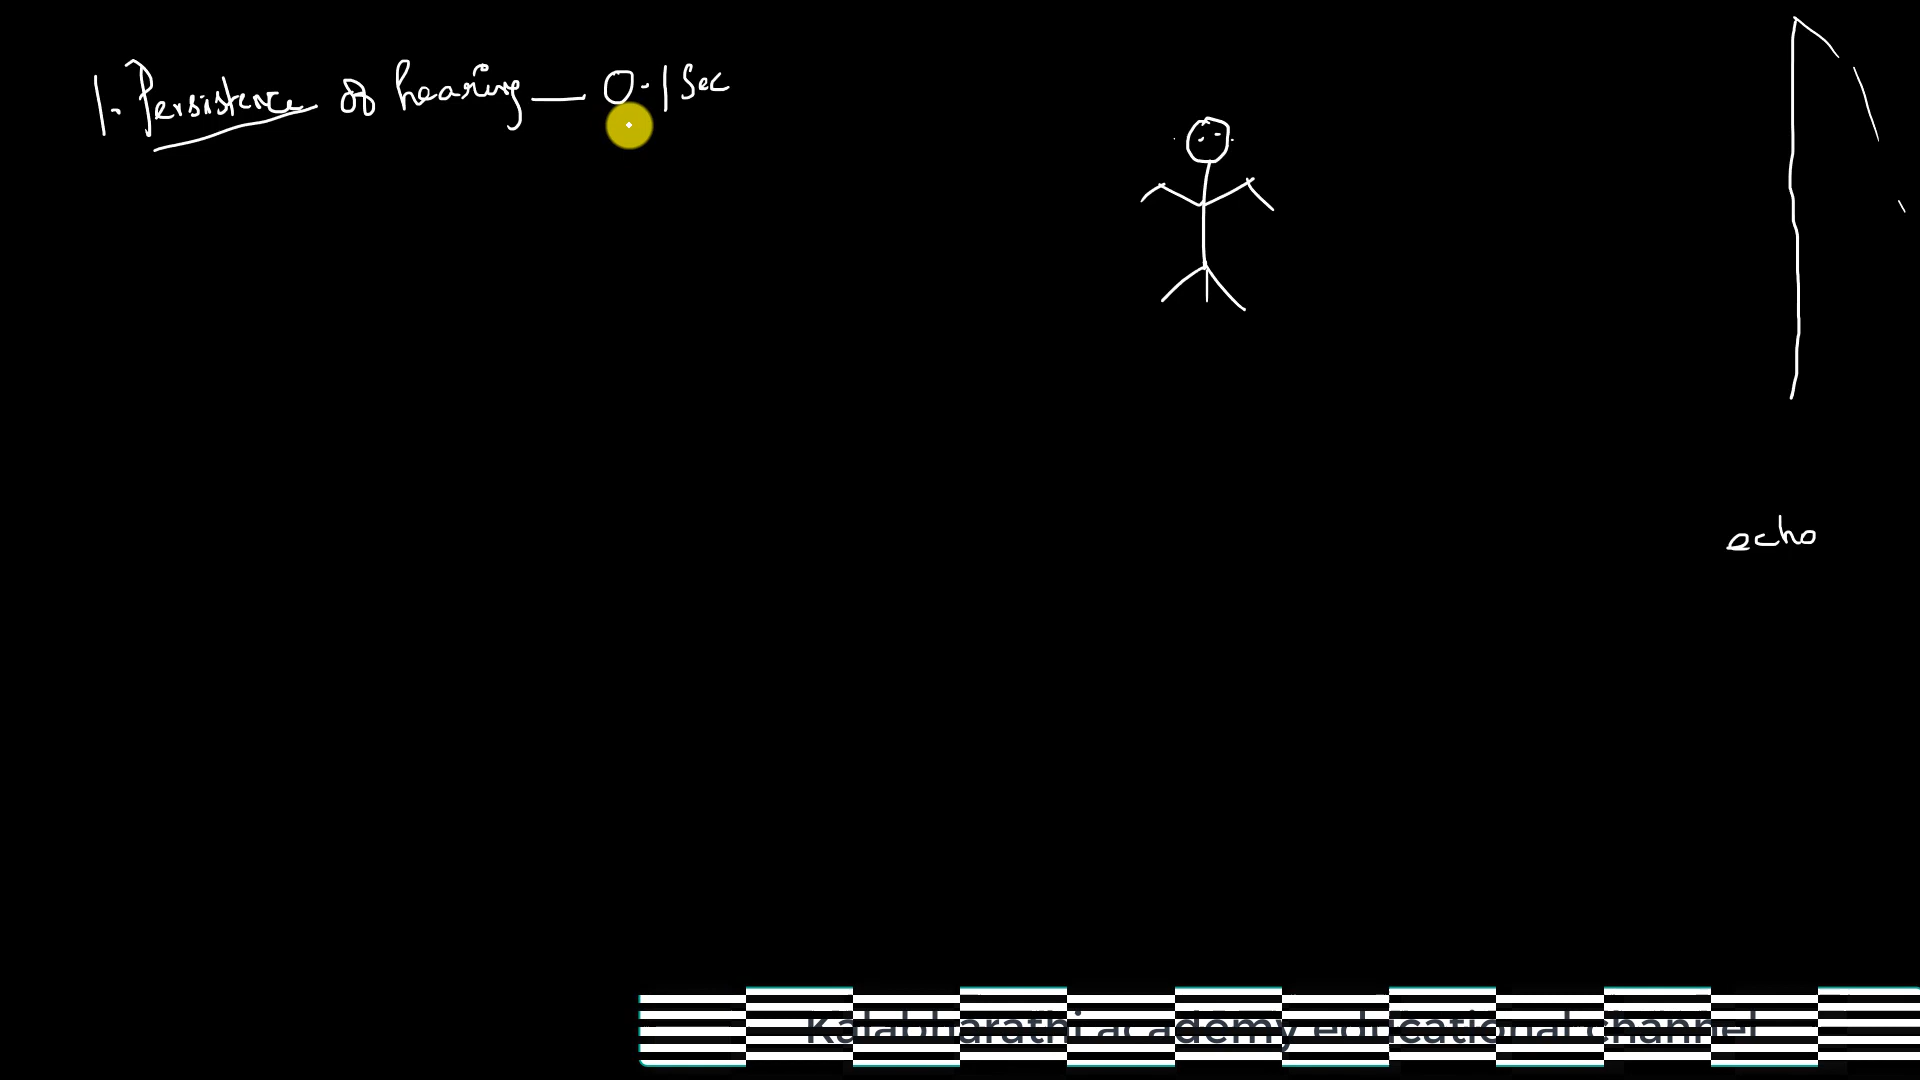 1. Persistence of hearing — 0.1 Sec
echo
Kalabharathi academy educational channel